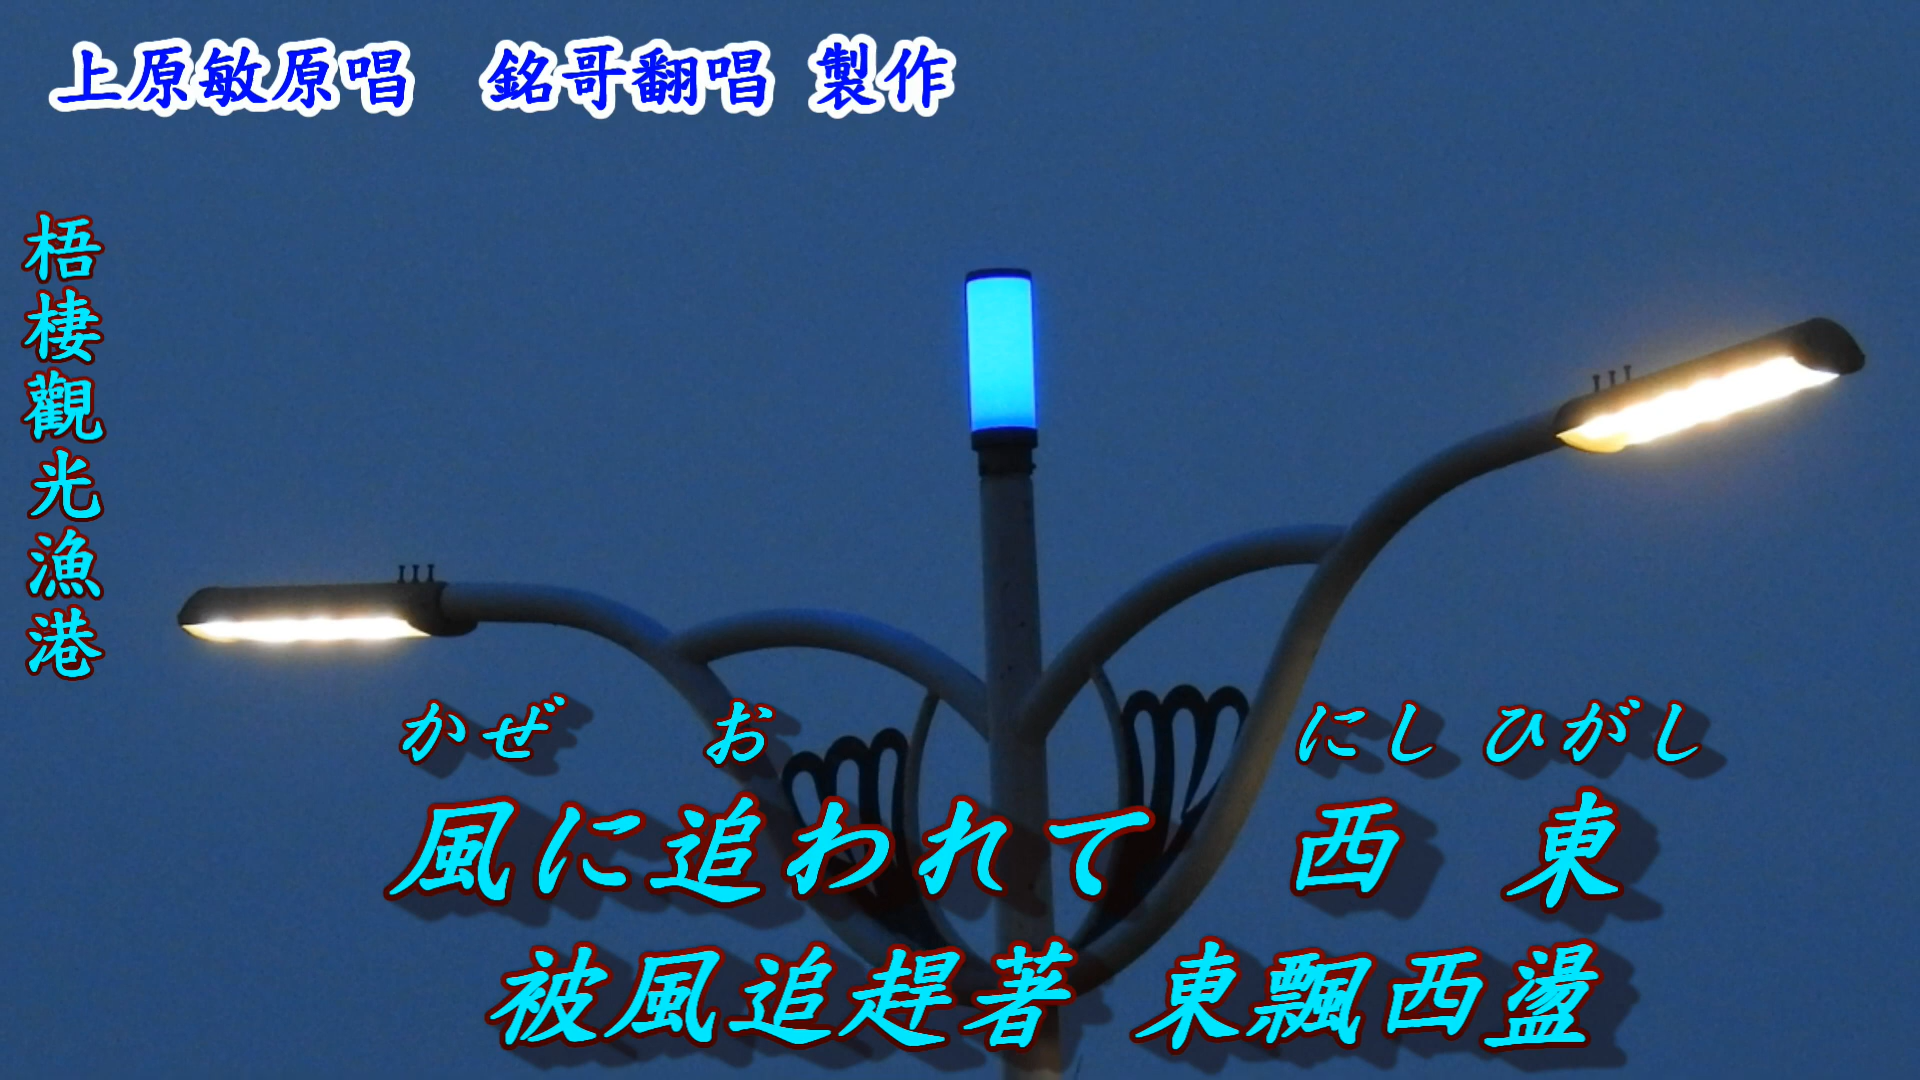 上原敏原唱 銘哥翻唱 製作
梧棲觀光漁港
かぜ お にし ひがし
風に追われて 西 東
被風追趕著 東飄西盪